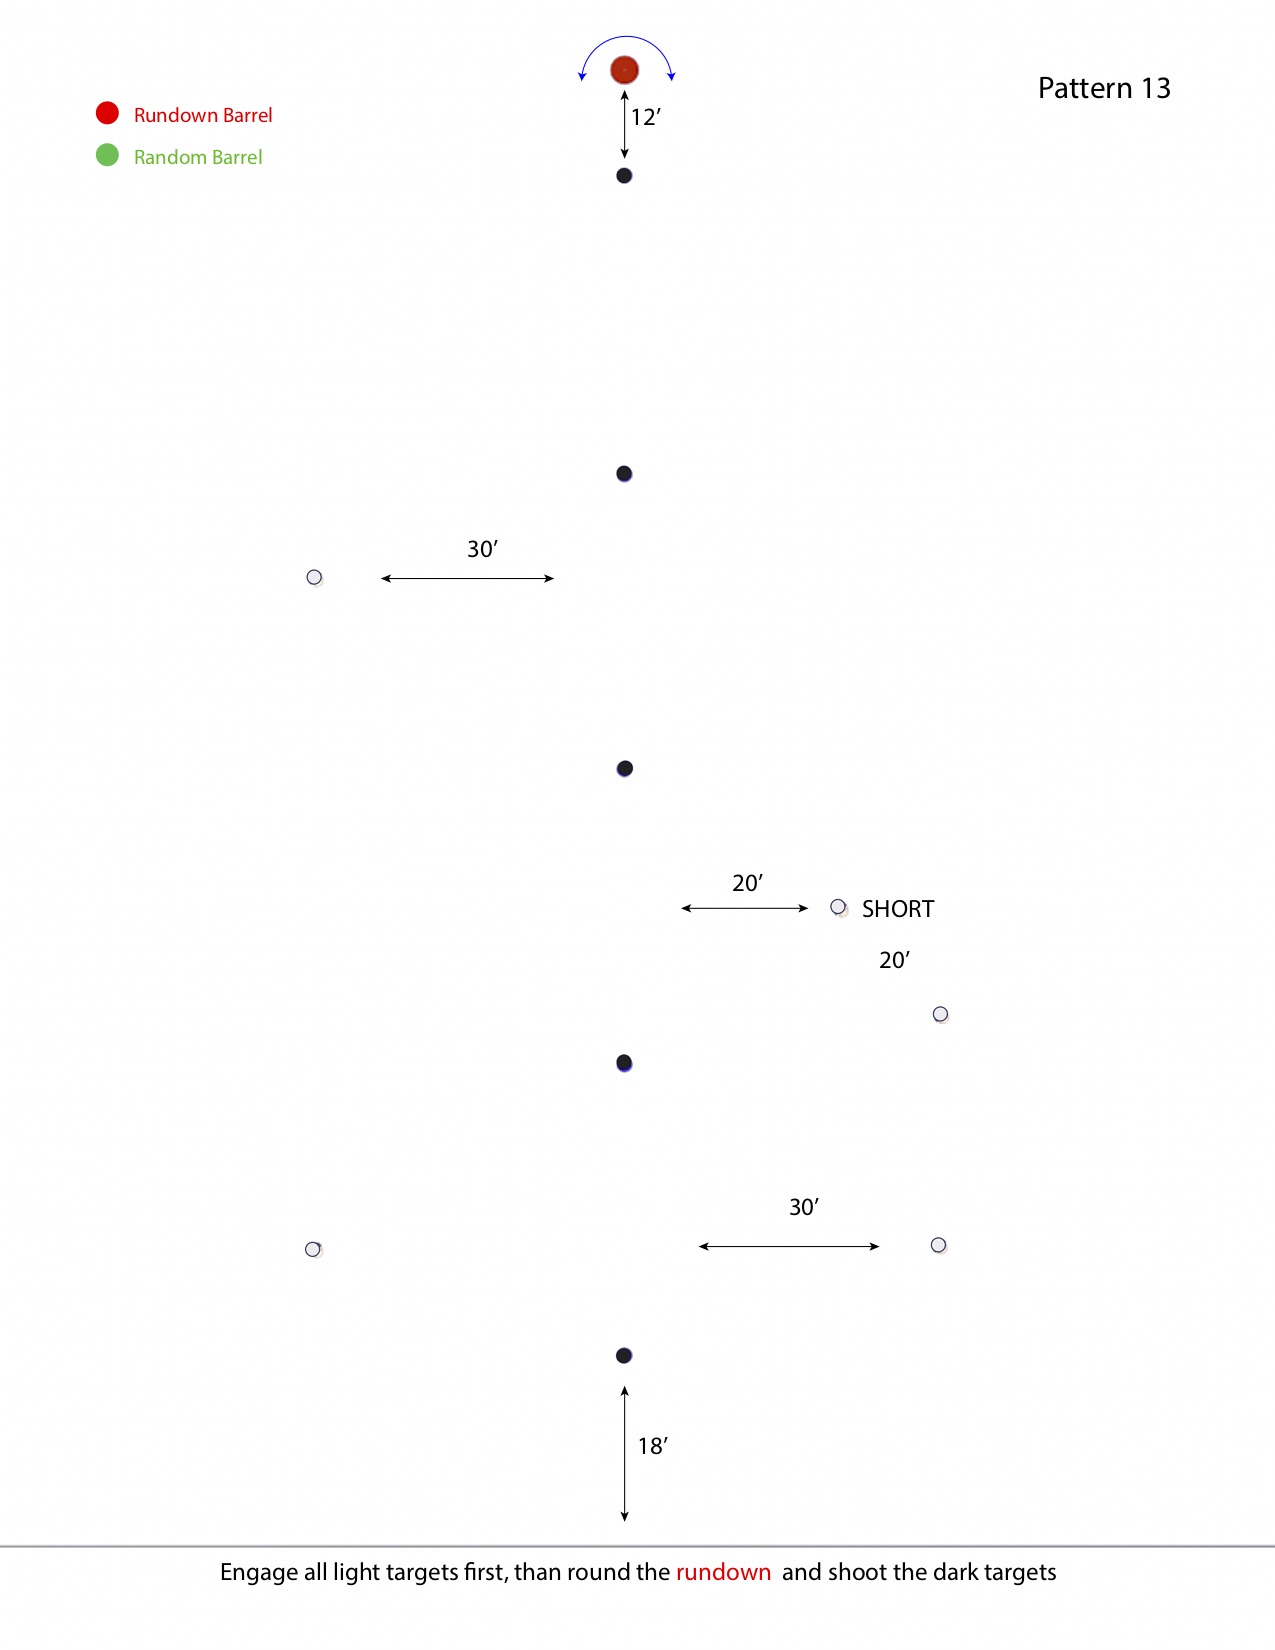 Pattern 13
Rundown Barrel
Random Barrel
12’
30’
20’
SHORT
20’
30’
18’
Engage all light targets first, than round the rundown and shoot the dark targets